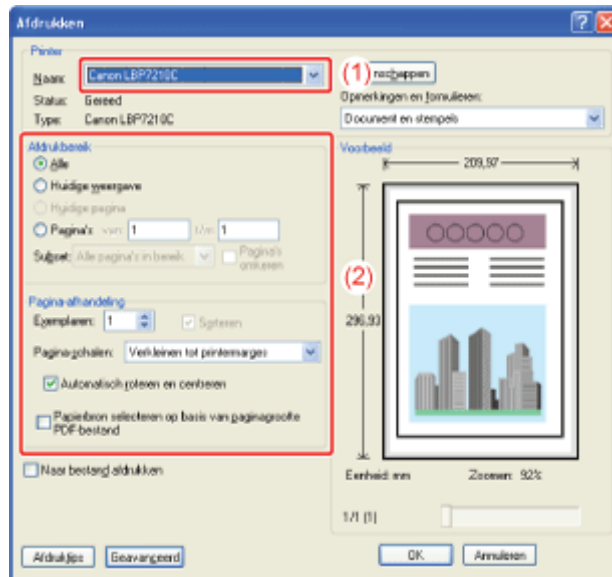 Afdrukken
Printer
Naam: Canon LBP7210C (1) nschappen
Status: Gereed
Opmerkingen en formulieren:
Type: Canon LBP7210C
Document en stempels
Afdrukbereik
Alle
Huidige weergave
Huidige pagina
Pagina's van: 1 t/m 1
Subset: Alle pagina's in bereik
Pagina's omkeren
Pagina-afhandeling
Exemplaren: 1 Sorteren
Pagina-schalen: Verkleinen tot printermarges
Automatisch roteren en centreren
Papierbron selecteren op basis van paginagrootte
PDF-bestand
Naar bestand afdrukken
Voorbeeld
209,97
(2)
296,93
Eenheid: mm Zoomen: 92%
1/1 (1)
Afdruktips Geavanceerd OK Annuleren